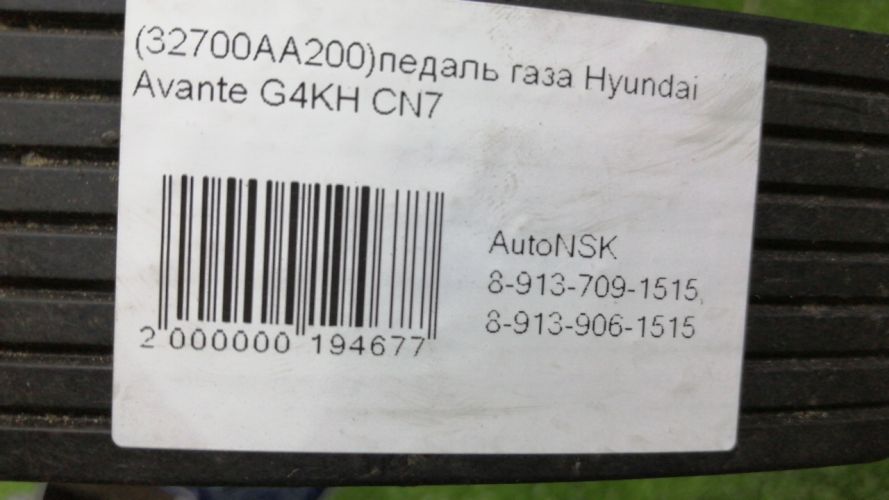 (32700AA200)педаль газа Hyundai
Avante G4KH CN7
AutoNSK
8-913-709-1515,
8-913-906-1515
2 000000 194677